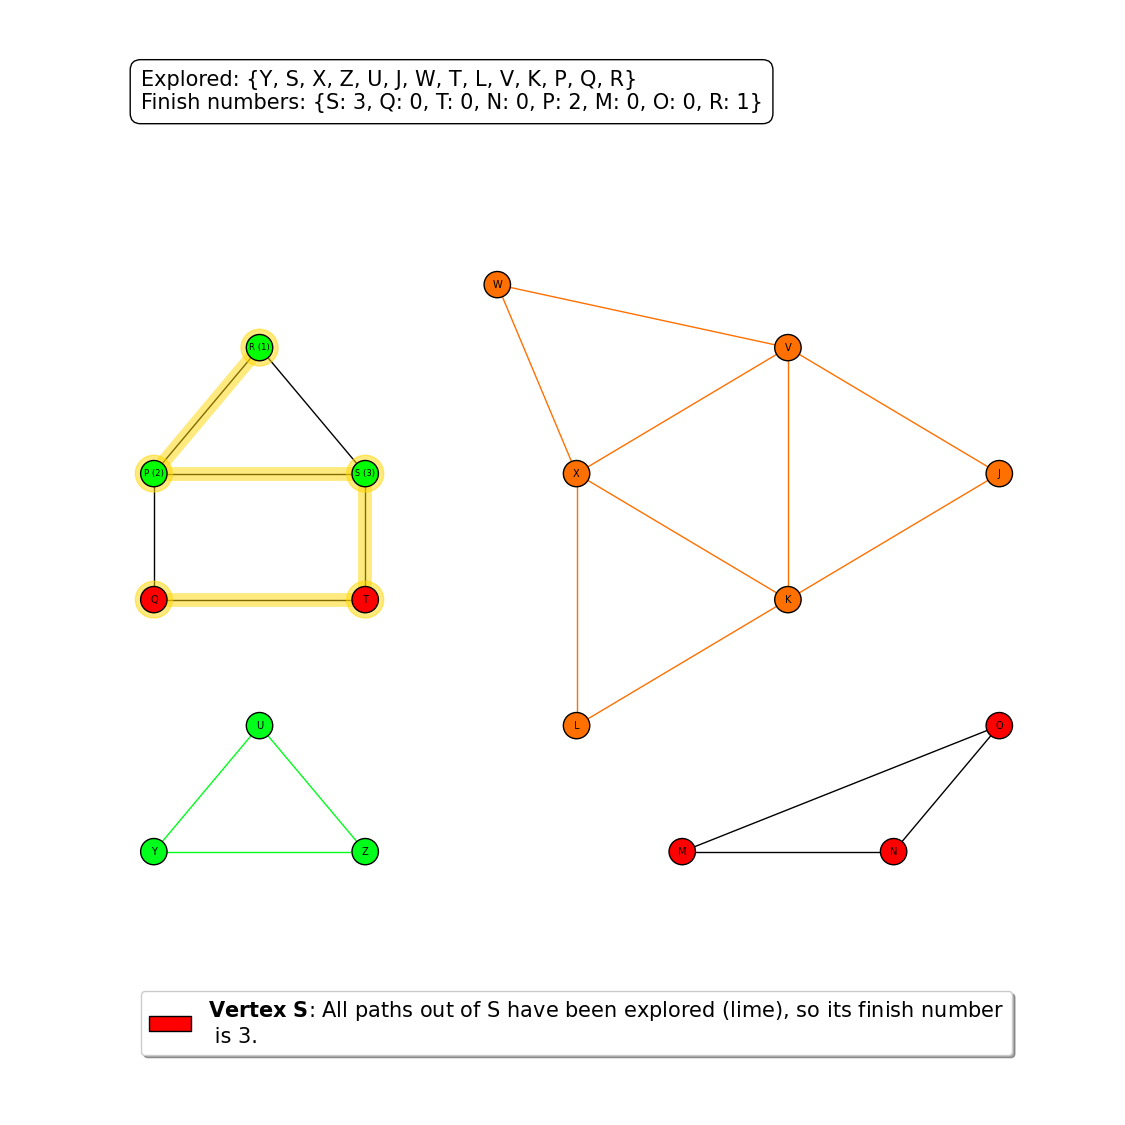 Explored: {Y, S, X, Z, U, J, W, T, L, V, K, P, Q, R}
Finish numbers: {S: 3, Q: 0, T: 0, N: 0, P: 2, M: 0, O: 0, R: 1}
W
R (1)
V
P (2)
S (3)
X
J
Q
T
K
U
L
O
Y
Z
M
N
Vertex S: All paths out of S have been explored (lime), so its finish number
is 3.